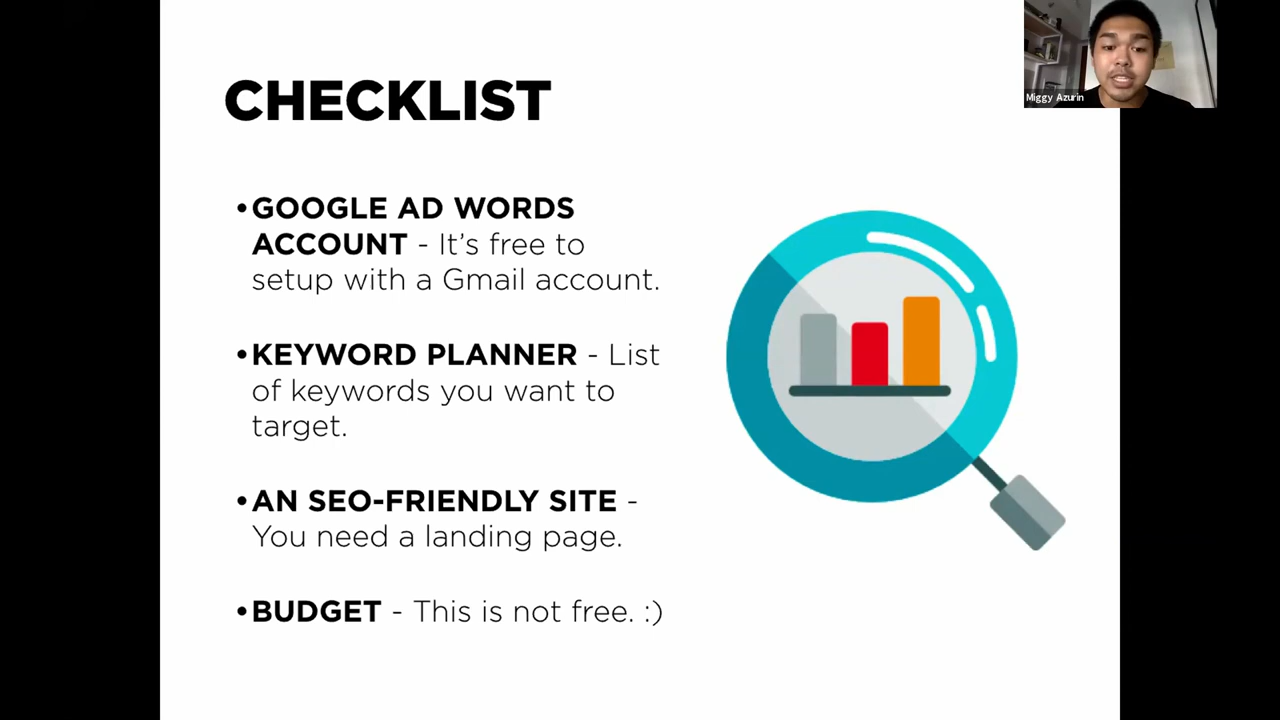 CHECKLIST
Miggy Azurin
•GOOGLE AD WORDS
ACCOUNT - It's free to
setup with a Gmail account.
•KEYWORD PLANNER - List
of keywords you want to
target.
•AN SEO-FRIENDLY SITE -
You need a landing page.
•BUDGET - This is not free. :)